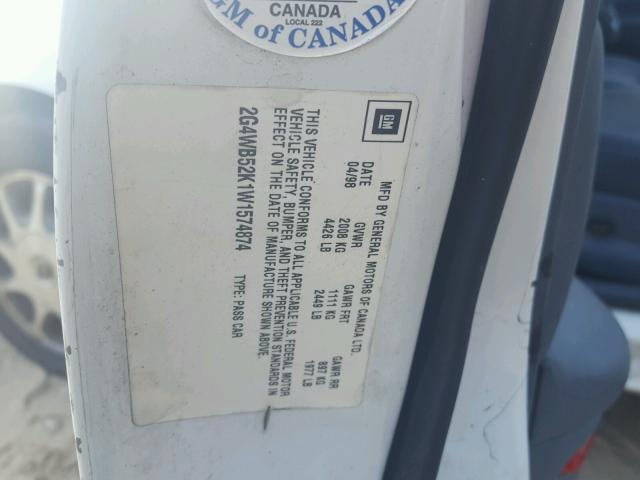 CANADA
LOCAL 222
GM of CANADA
GM
MFD BY GENERAL MOTORS OF CANADA LTD.
DATE GVWR GAWR FRT GAWR RR
04/98 2008 KG 1111 KG 897 KG
4426 LB 2449 LB 1977 LB
THIS VEHICLE CONFORMS TO ALL APPLICABLE U.S. FEDERAL MOTOR
VEHICLE SAFETY, BUMPER, AND THEFT PREVENTION STANDARDS IN
EFFECT ON THE DATE OF MANUFACTURE SHOWN ABOVE.
2G4WB52K1W1574874 TYPE: PASS CAR